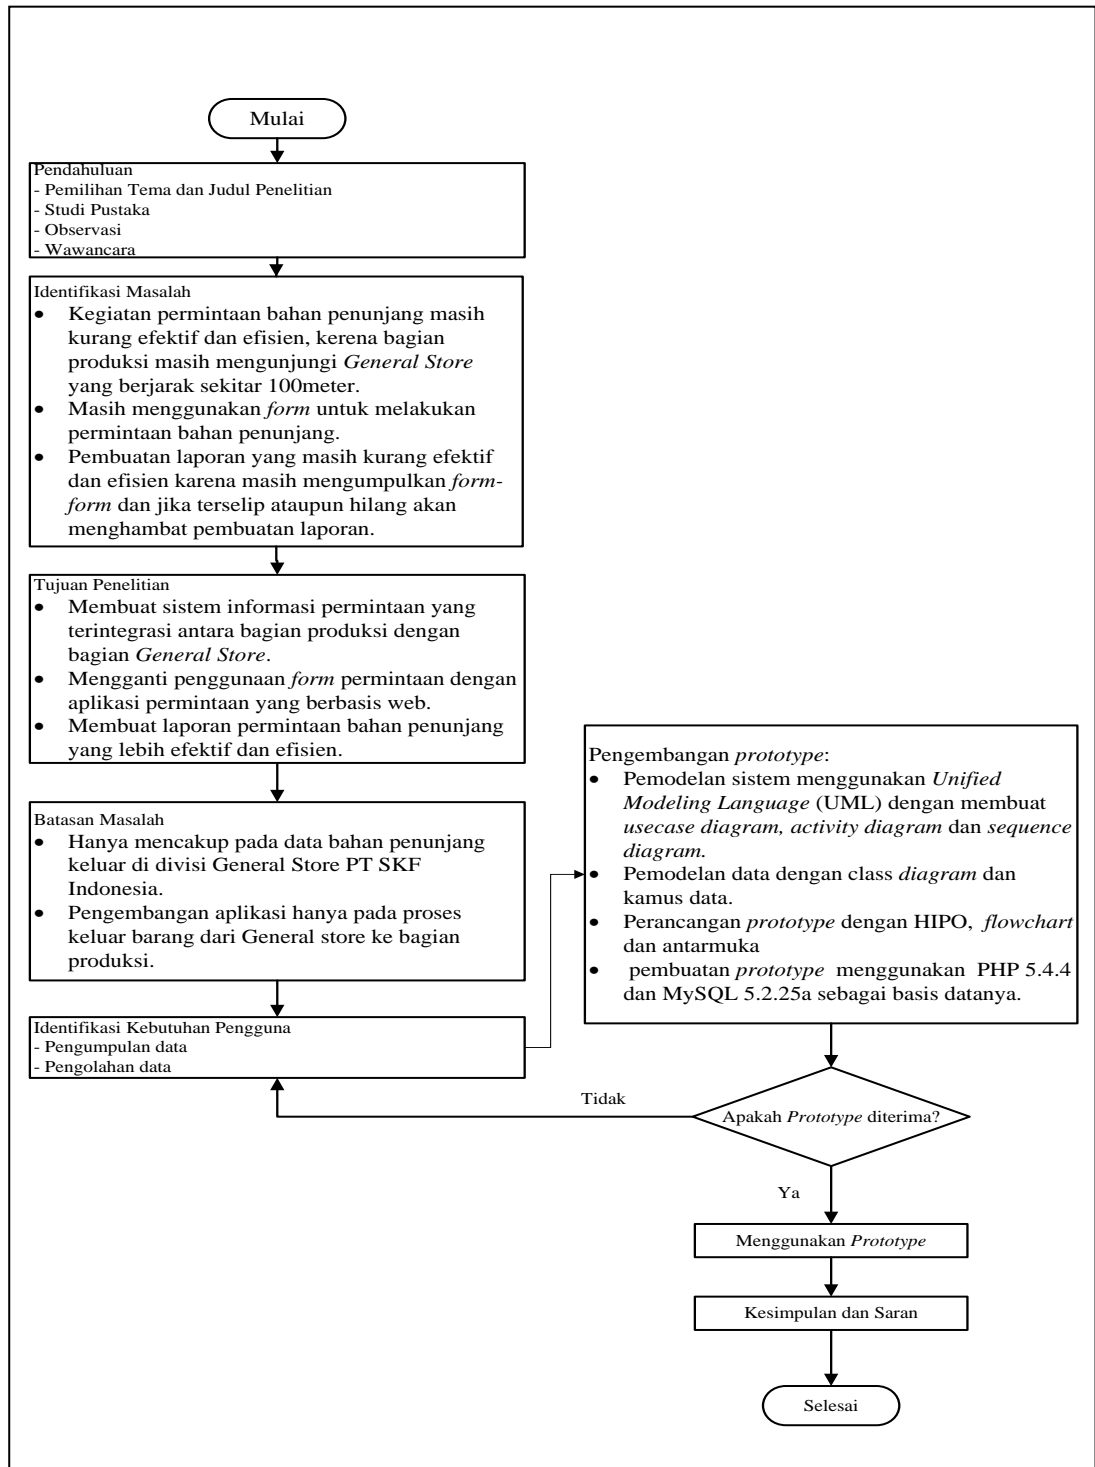 Mulai
Pendahuluan
- Pemilihan Tema dan Judul Penelitian
- Studi Pustaka
- Observasi
- Wawancara
Identifikasi Masalah
● Kegiatan permintaan bahan penunjang masih
kurang efektif dan efisien, kerena bagian
produksi masih mengunjungi General Store
yang berjarak sekitar 100meter.
● Masih menggunakan form untuk melakukan
permintaan bahan penunjang.
● Pembuatan laporan yang masih kurang efektif
dan efisien karena masih mengumpulkan form-
form dan jika terselip ataupun hilang akan
menghambat pembuatan laporan.
Tujuan Penelitian
● Membuat sistem informasi permintaan yang
terintegrasi antara bagian produksi dengan
bagian General Store.
● Mengganti penggunaan form permintaan dengan
aplikasi permintaan yang berbasis web.
● Membuat laporan permintaan bahan penunjang
yang lebih efektif dan efisien.
Batasan Masalah
● Hanya mencakup pada data bahan penunjang
keluar di divisi General Store PT SKF
Indonesia.
● Pengembangan aplikasi hanya pada proses
keluar barang dari General store ke bagian
produksi.
Identifikasi Kebutuhan Pengguna
- Pengumpulan data
- Pengolahan data
Pengembangan prototype:
● Pemodelan sistem menggunakan Unified
Modeling Language (UML) dengan membuat
usecase diagram, activity diagram dan sequence
diagram.
● Pemodelan data dengan class diagram dan
kamus data.
● Perancangan prototype dengan HIPO, flowchart
dan antarmuka
● pembuatan prototype menggunakan PHP 5.4.4
dan MySQL 5.2.25a sebagai basis datanya.
Tidak
Apakah Prototype diterima?
Ya
Menggunakan Prototype
Kesimpulan dan Saran
Selesai